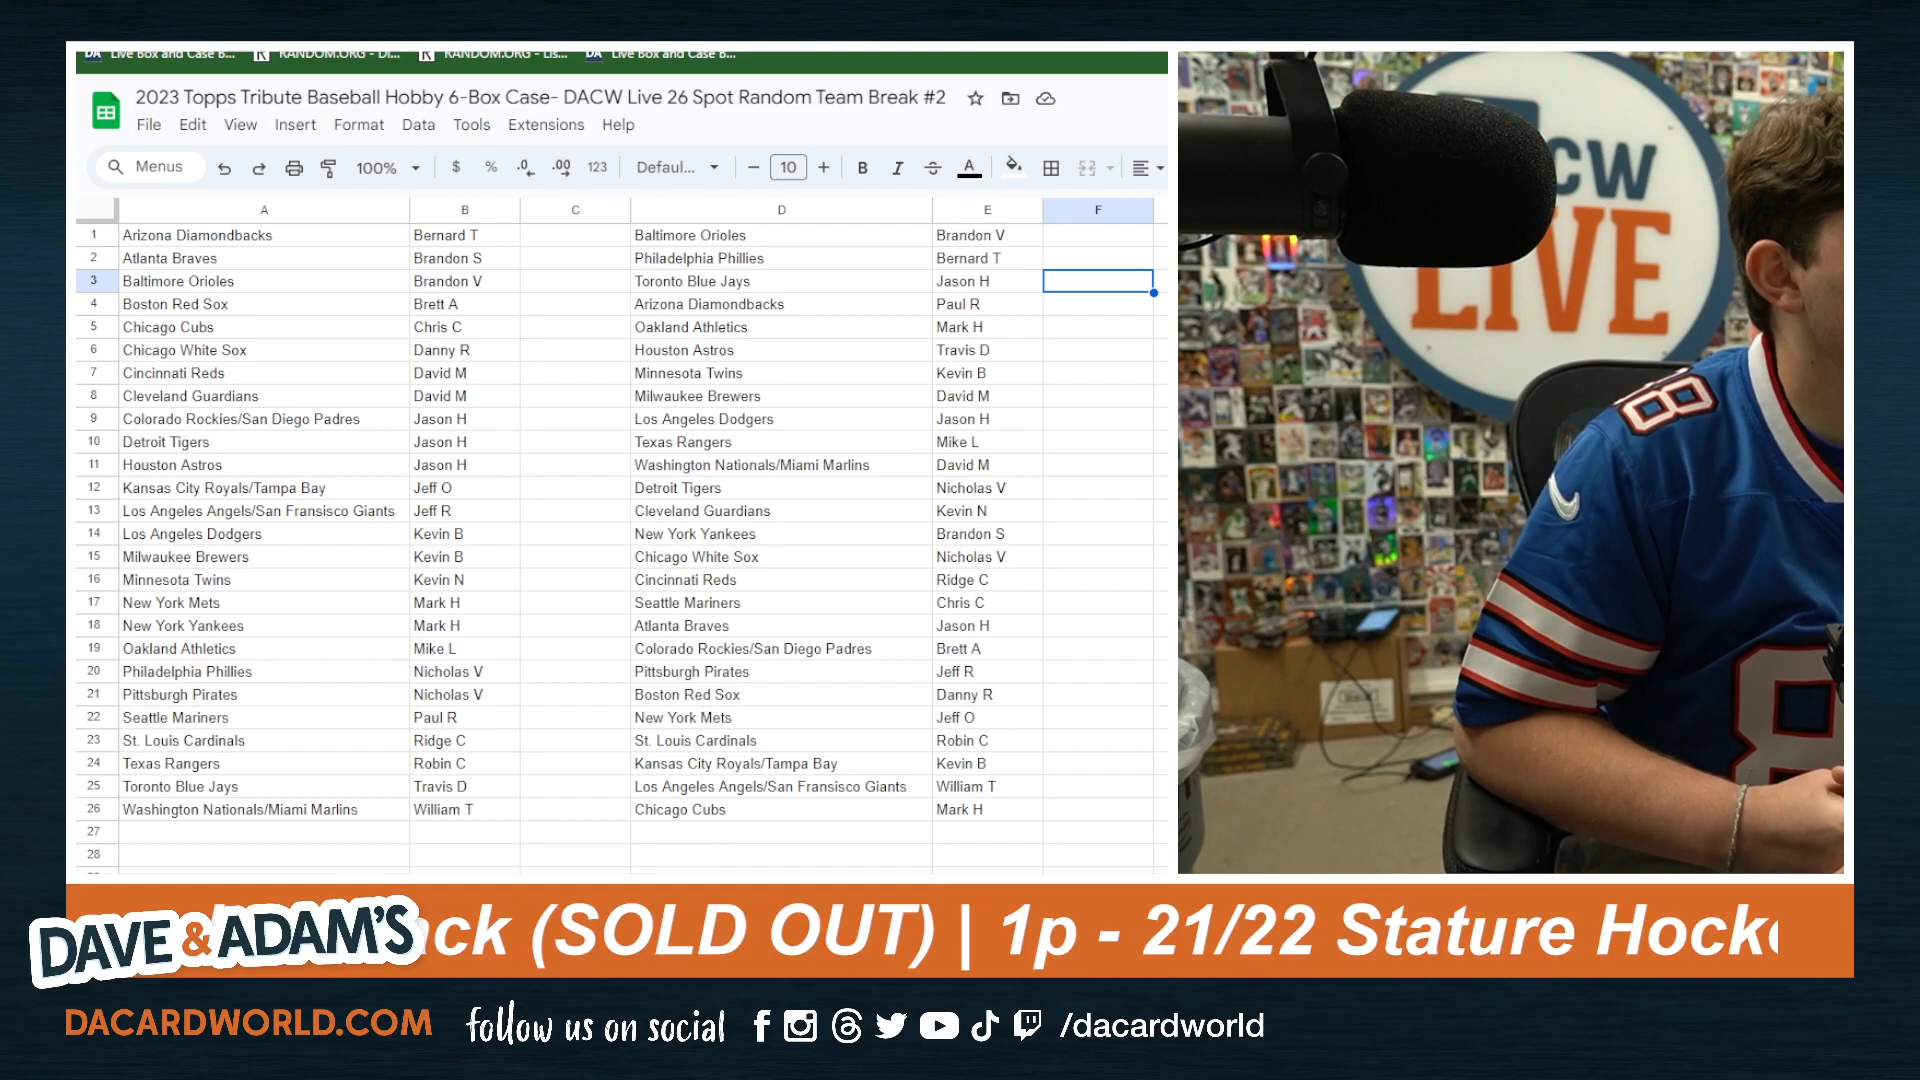 Live Box and Case B...
RANDOM.ORG - Di...
RANDOM.ORG - Lis...
Live Box and Case B...
2023 Topps Tribute Baseball Hobby 6-Box Case- DACW Live 26 Spot Random Team Break #2
File Edit View Insert Format Data Tools Extensions Help
Menus 100% $ % .0 .00 123 Defaul... 10 B I A
A B C D E F
1 Arizona Diamondbacks Bernard T Baltimore Orioles Brandon V
2 Atlanta Braves Brandon S Philadelphia Phillies Bernard T
3 Baltimore Orioles Brandon V Toronto Blue Jays Jason H
4 Boston Red Sox Brett A Arizona Diamondbacks Paul R
5 Chicago Cubs Chris C Oakland Athletics Mark H
6 Chicago White Sox Danny R Houston Astros Travis D
7 Cincinnati Reds David M Minnesota Twins Kevin B
8 Cleveland Guardians David M Milwaukee Brewers David M
9 Colorado Rockies/San Diego Padres Jason H Los Angeles Dodgers Jason H
10 Detroit Tigers Jason H Texas Rangers Mike L
11 Houston Astros Jason H Washington Nationals/Miami Marlins David M
12 Kansas City Royals/Tampa Bay Jeff O Detroit Tigers Nicholas V
13 Los Angeles Angels/San Fransisco Giants Jeff R Cleveland Guardians Kevin N
14 Los Angeles Dodgers Kevin B New York Yankees Brandon S
15 Milwaukee Brewers Kevin B Chicago White Sox Nicholas V
16 Minnesota Twins Kevin N Cincinnati Reds Ridge C
17 New York Mets Mark H Seattle Mariners Chris C
18 New York Yankees Mark H Atlanta Braves Jason H
19 Oakland Athletics Mike L Colorado Rockies/San Diego Padres Brett A
20 Philadelphia Phillies Nicholas V Pittsburgh Pirates Jeff R
21 Pittsburgh Pirates Nicholas V Boston Red Sox Danny R
22 Seattle Mariners Paul R New York Mets Jeff O
23 St. Louis Cardinals Ridge C St. Louis Cardinals Robin C
24 Texas Rangers Robin C Kansas City Royals/Tampa Bay Kevin B
25 Toronto Blue Jays Travis D Los Angeles Angels/San Fransisco Giants William T
26 Washington Nationals/Miami Marlins William T Chicago Cubs Mark H
27
28
CW
LIVE
8
8
DAVE & ADAM'S
ck (SOLD OUT) | 1p - 21/22 Stature Hocke
DACARDWORLD.COM
follow us on social
/dacardworld